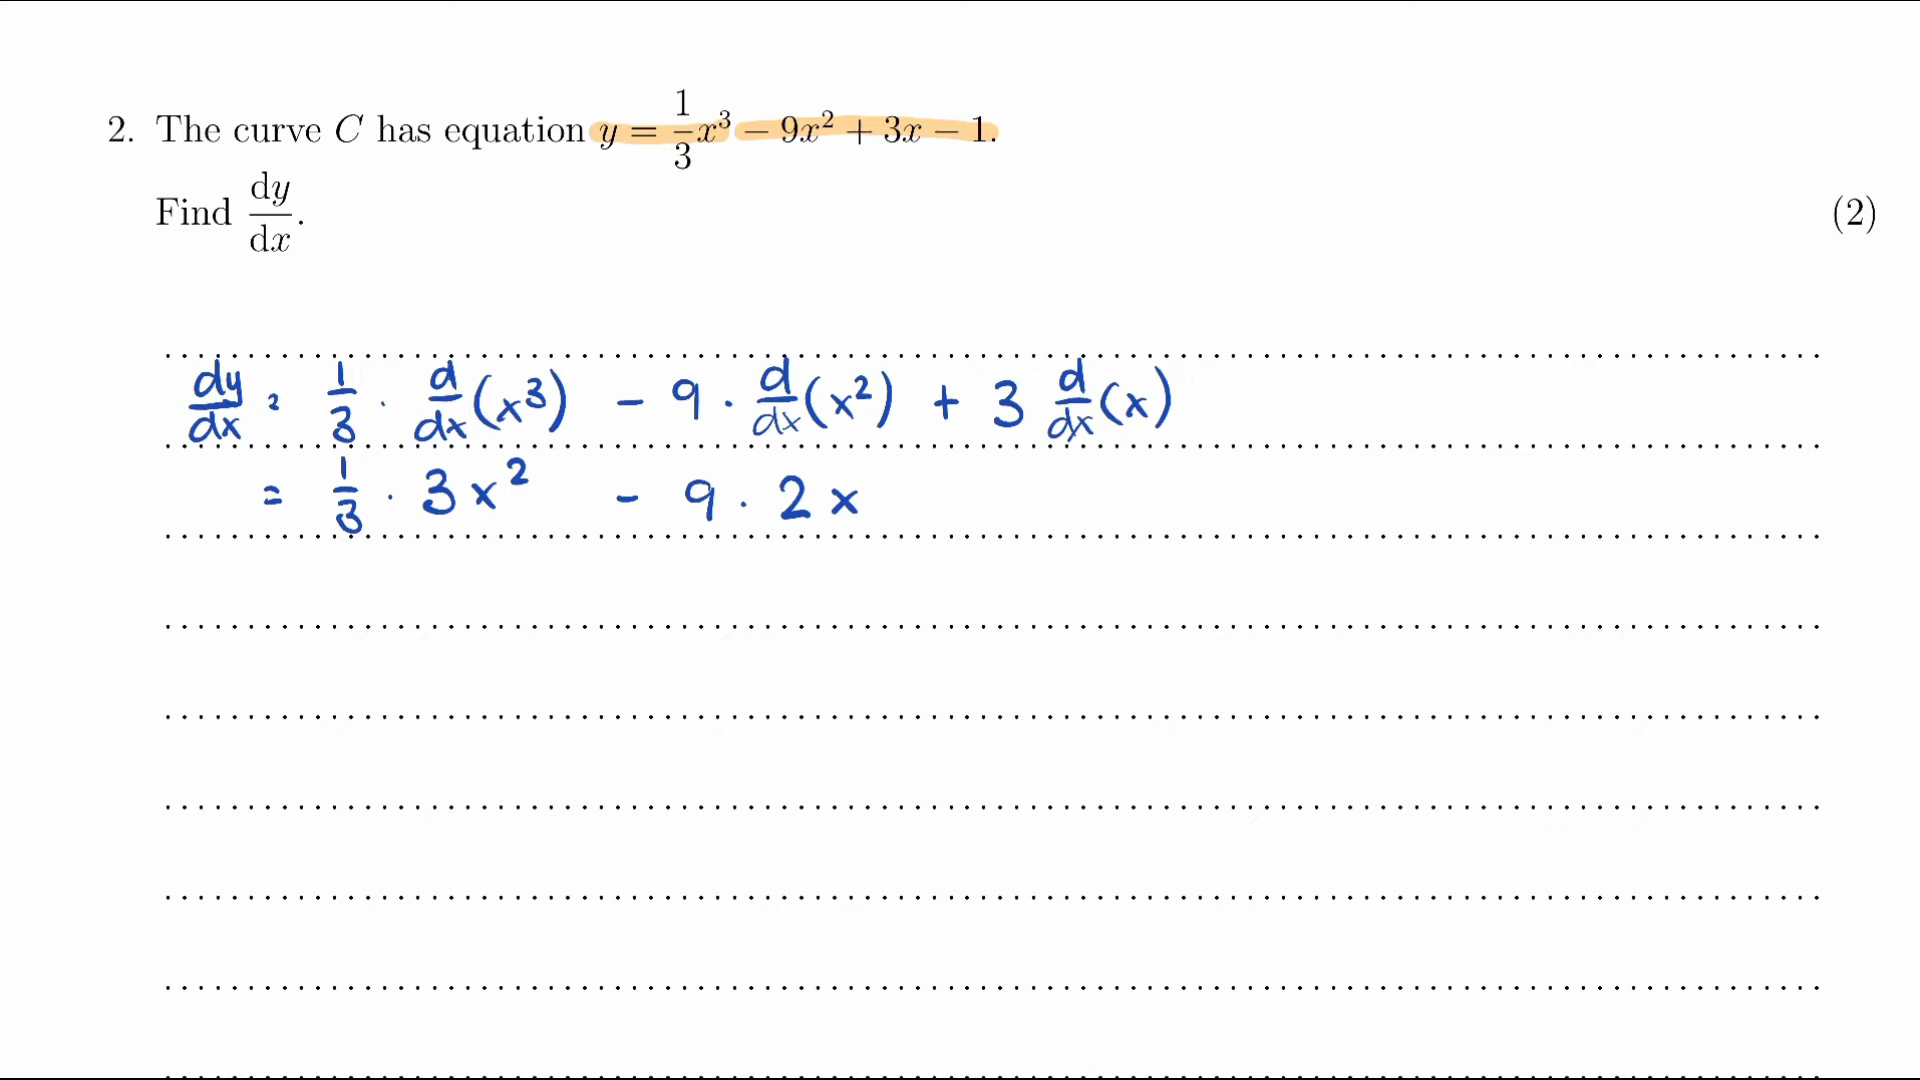 2. The curve C has equation y = 1/3 x³ − 9x² + 3x − 1.
Find dy/dx. (2)
dy/dx = 1/3 · d/dx (x³) − 9 · d/dx (x²) + 3 d/dx (x)
= 1/3 · 3x² − 9 · 2x